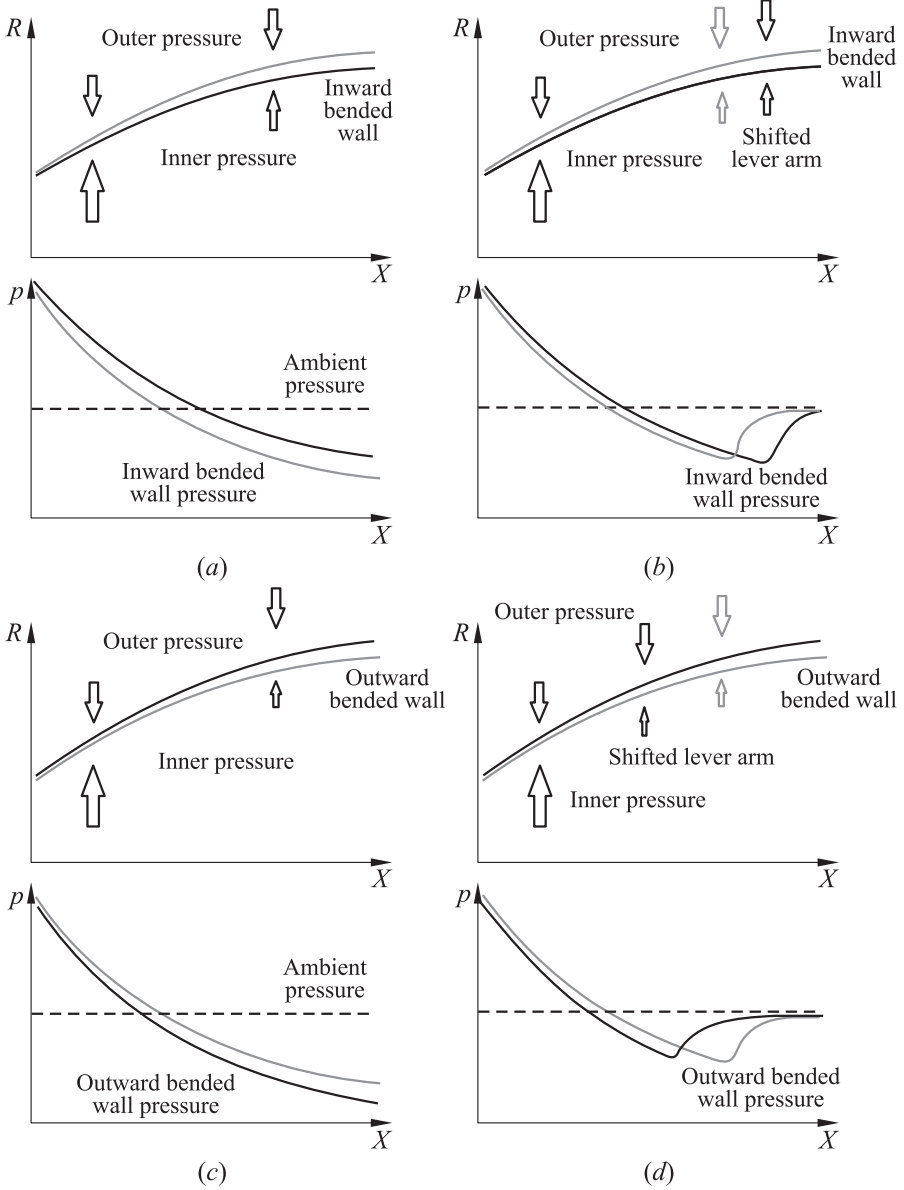 R
Outer pressure
Inward
bended
wall
Inner pressure
X
p
Ambient
pressure
Inward bended
wall pressure
X
(a)
R
Outer pressure
Inward
bended
wall
Inner pressure
Shifted
lever arm
X
p
Inward bended
wall pressure
X
(b)
R
Outer pressure
Outward
bended wall
Inner pressure
X
p
Ambient
pressure
Outward bended
wall pressure
X
(c)
R
Outer pressure
Outward
bended wall
Shifted lever arm
Inner pressure
X
p
Outward bended
wall pressure
X
(d)